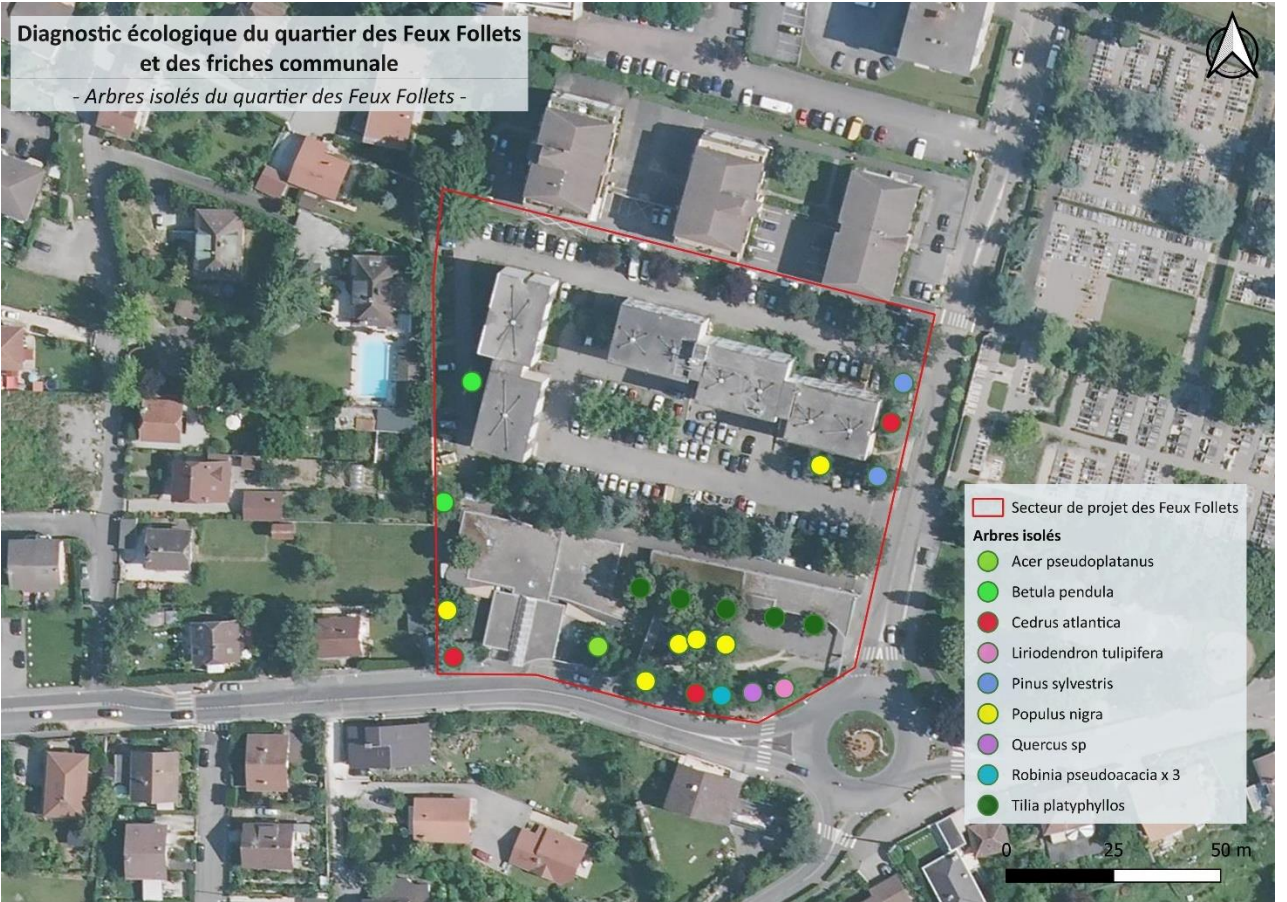 Diagnostic écologique du quartier des Feux Follets
et des friches communale
- Arbres isolés du quartier des Feux Follets -
Secteur de projet des Feux Follets
Arbres isolés
Acer pseudoplatanus
Betula pendula
Cedrus atlantica
Liriodendron tulipifera
Pinus sylvestris
Populus nigra
Quercus sp
Robinia pseudoacacia x 3
Tilia platyphyllos
0 25 50 m